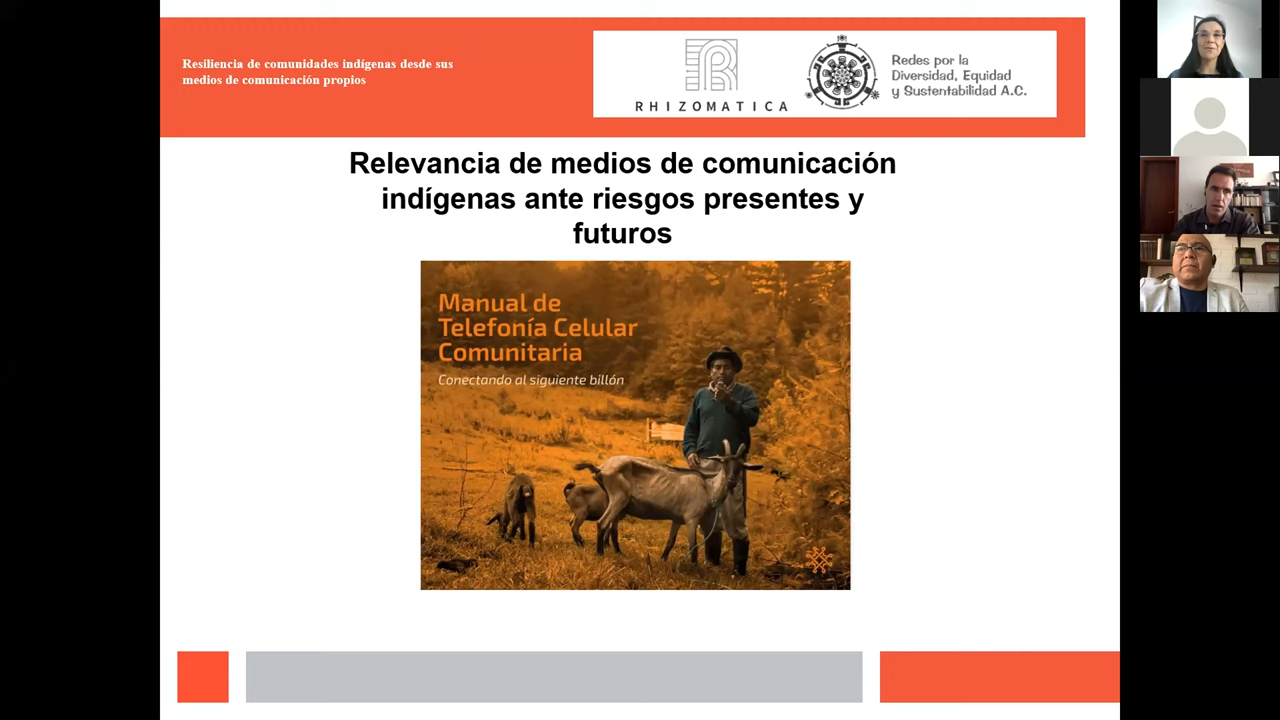 Resiliencia de comunidades indígenas desde sus
medios de comunicación propios
RHIZOMATICA
Redes por la
Diversidad, Equidad
y Sustentabilidad A.C.
Relevancia de medios de comunicación
indígenas ante riesgos presentes y
futuros
Manual de
Telefonía Celular
Comunitaria
Conectando al siguiente billón